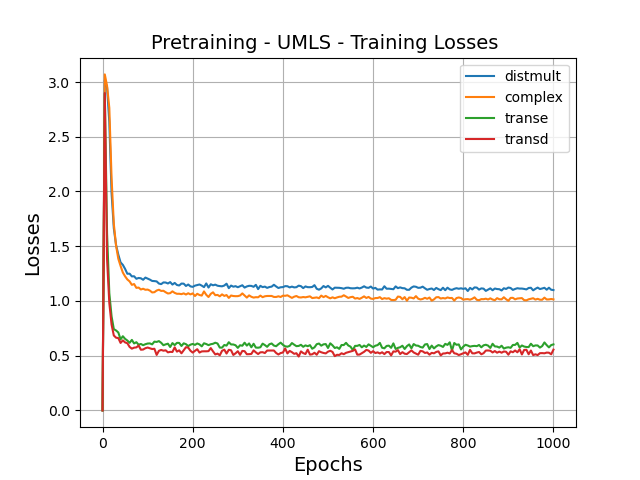 Pretraining - UMLS - Training Losses
distmult
complex
transe
transd
Losses
3.0
2.5
2.0
1.5
1.0
0.5
0.0
0 200 400 600 800 1000
Epochs